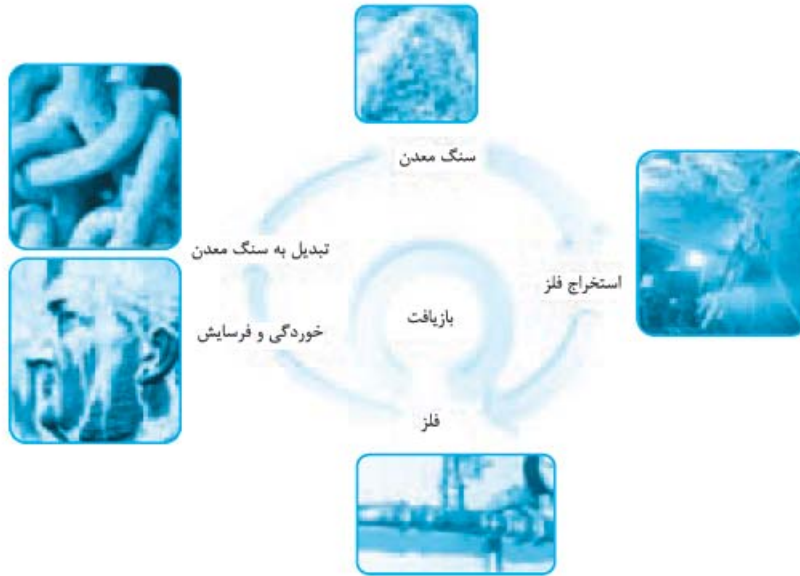 سنگ معدن
استخراج فلز
تبدیل به سنگ معدن
بازیافت
خوردگی و فرسایش
فلز